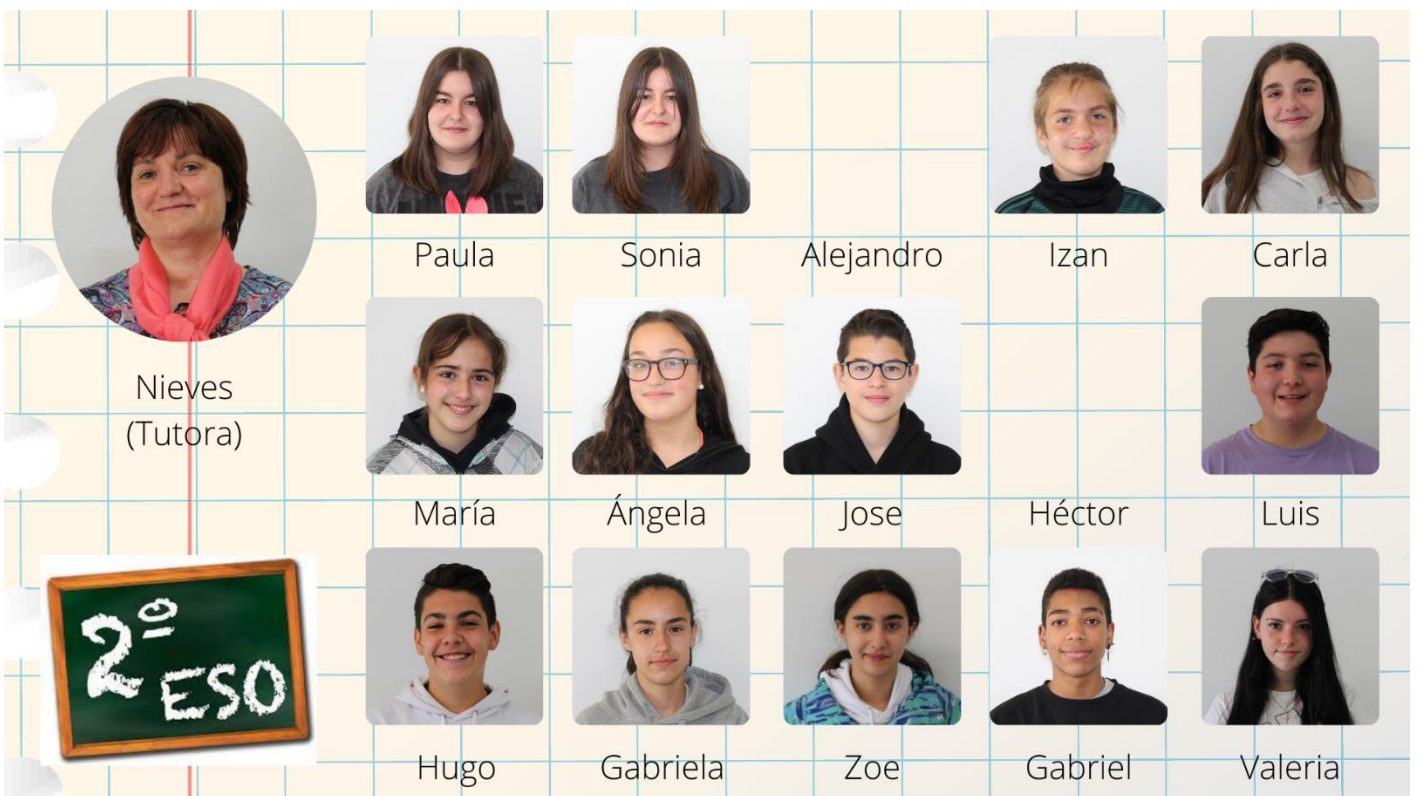 Paula
Sonia
Alejandro
Izan
Carla
Nieves
(Tutora)
María
Ángela
Jose
Héctor
Luis
2º
ESO
Hugo
Gabriela
Zoe
Gabriel
Valeria